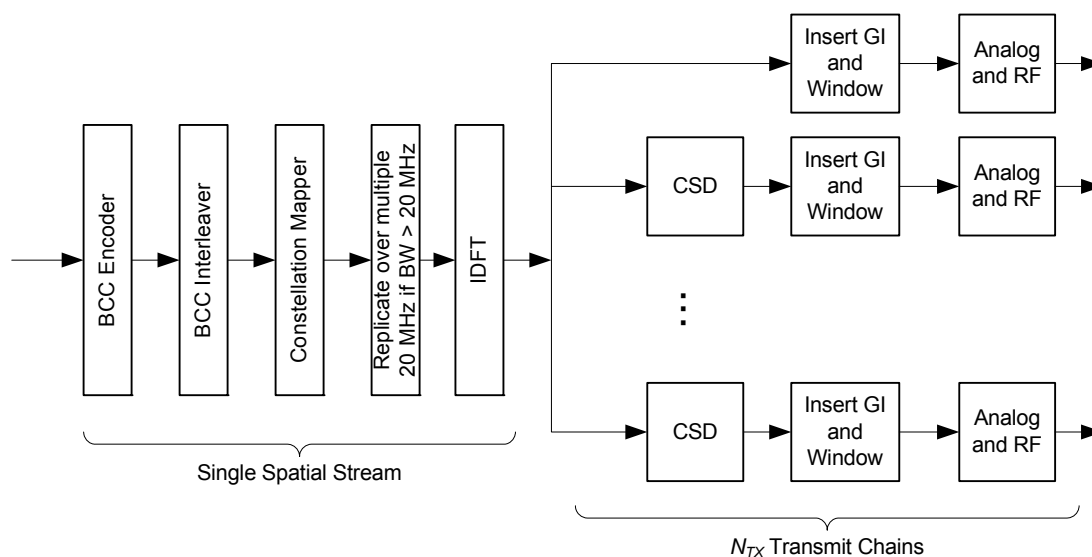 BCC Encoder
BCC Interleaver
Constellation Mapper
Replicate over multiple
20 MHz if BW > 20 MHz
IDFT
Single Spatial Stream
Insert GI
and
Window
Analog
and RF
CSD
Insert GI
and
Window
Analog
and RF
CSD
Insert GI
and
Window
Analog
and RF
N_TX Transmit Chains